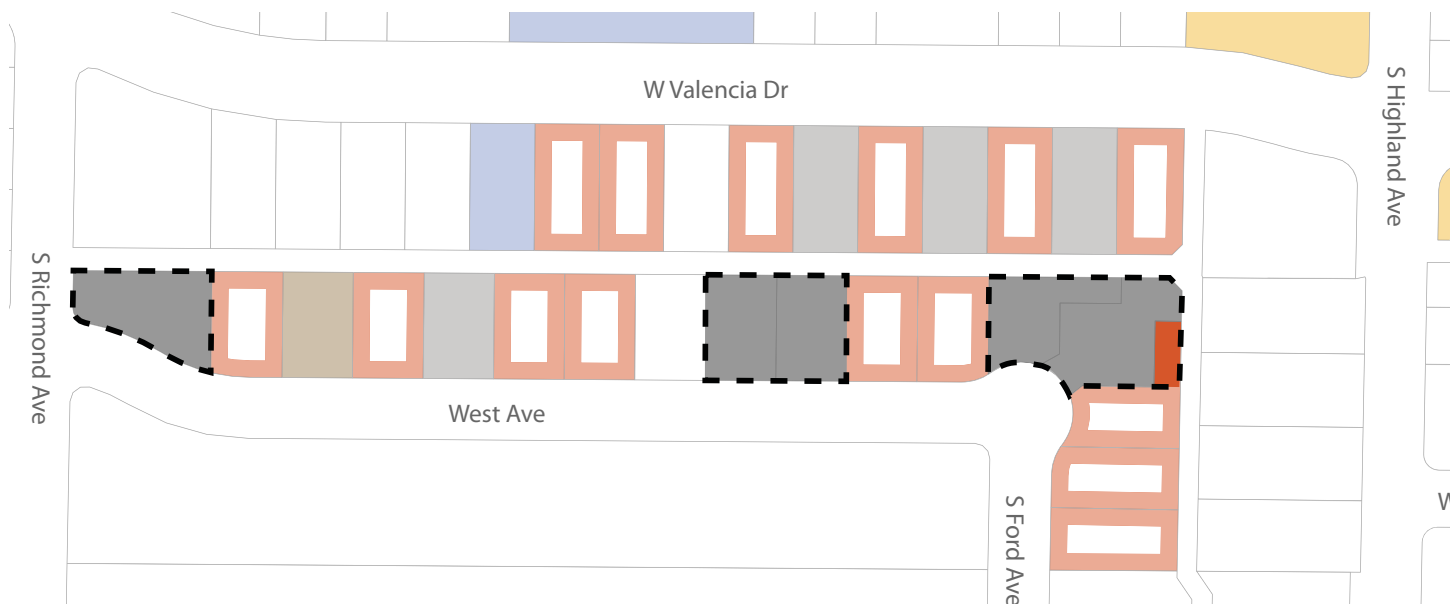 W Valencia Dr
S Highland Ave
S Richmond Ave
West Ave
S Ford Ave
W